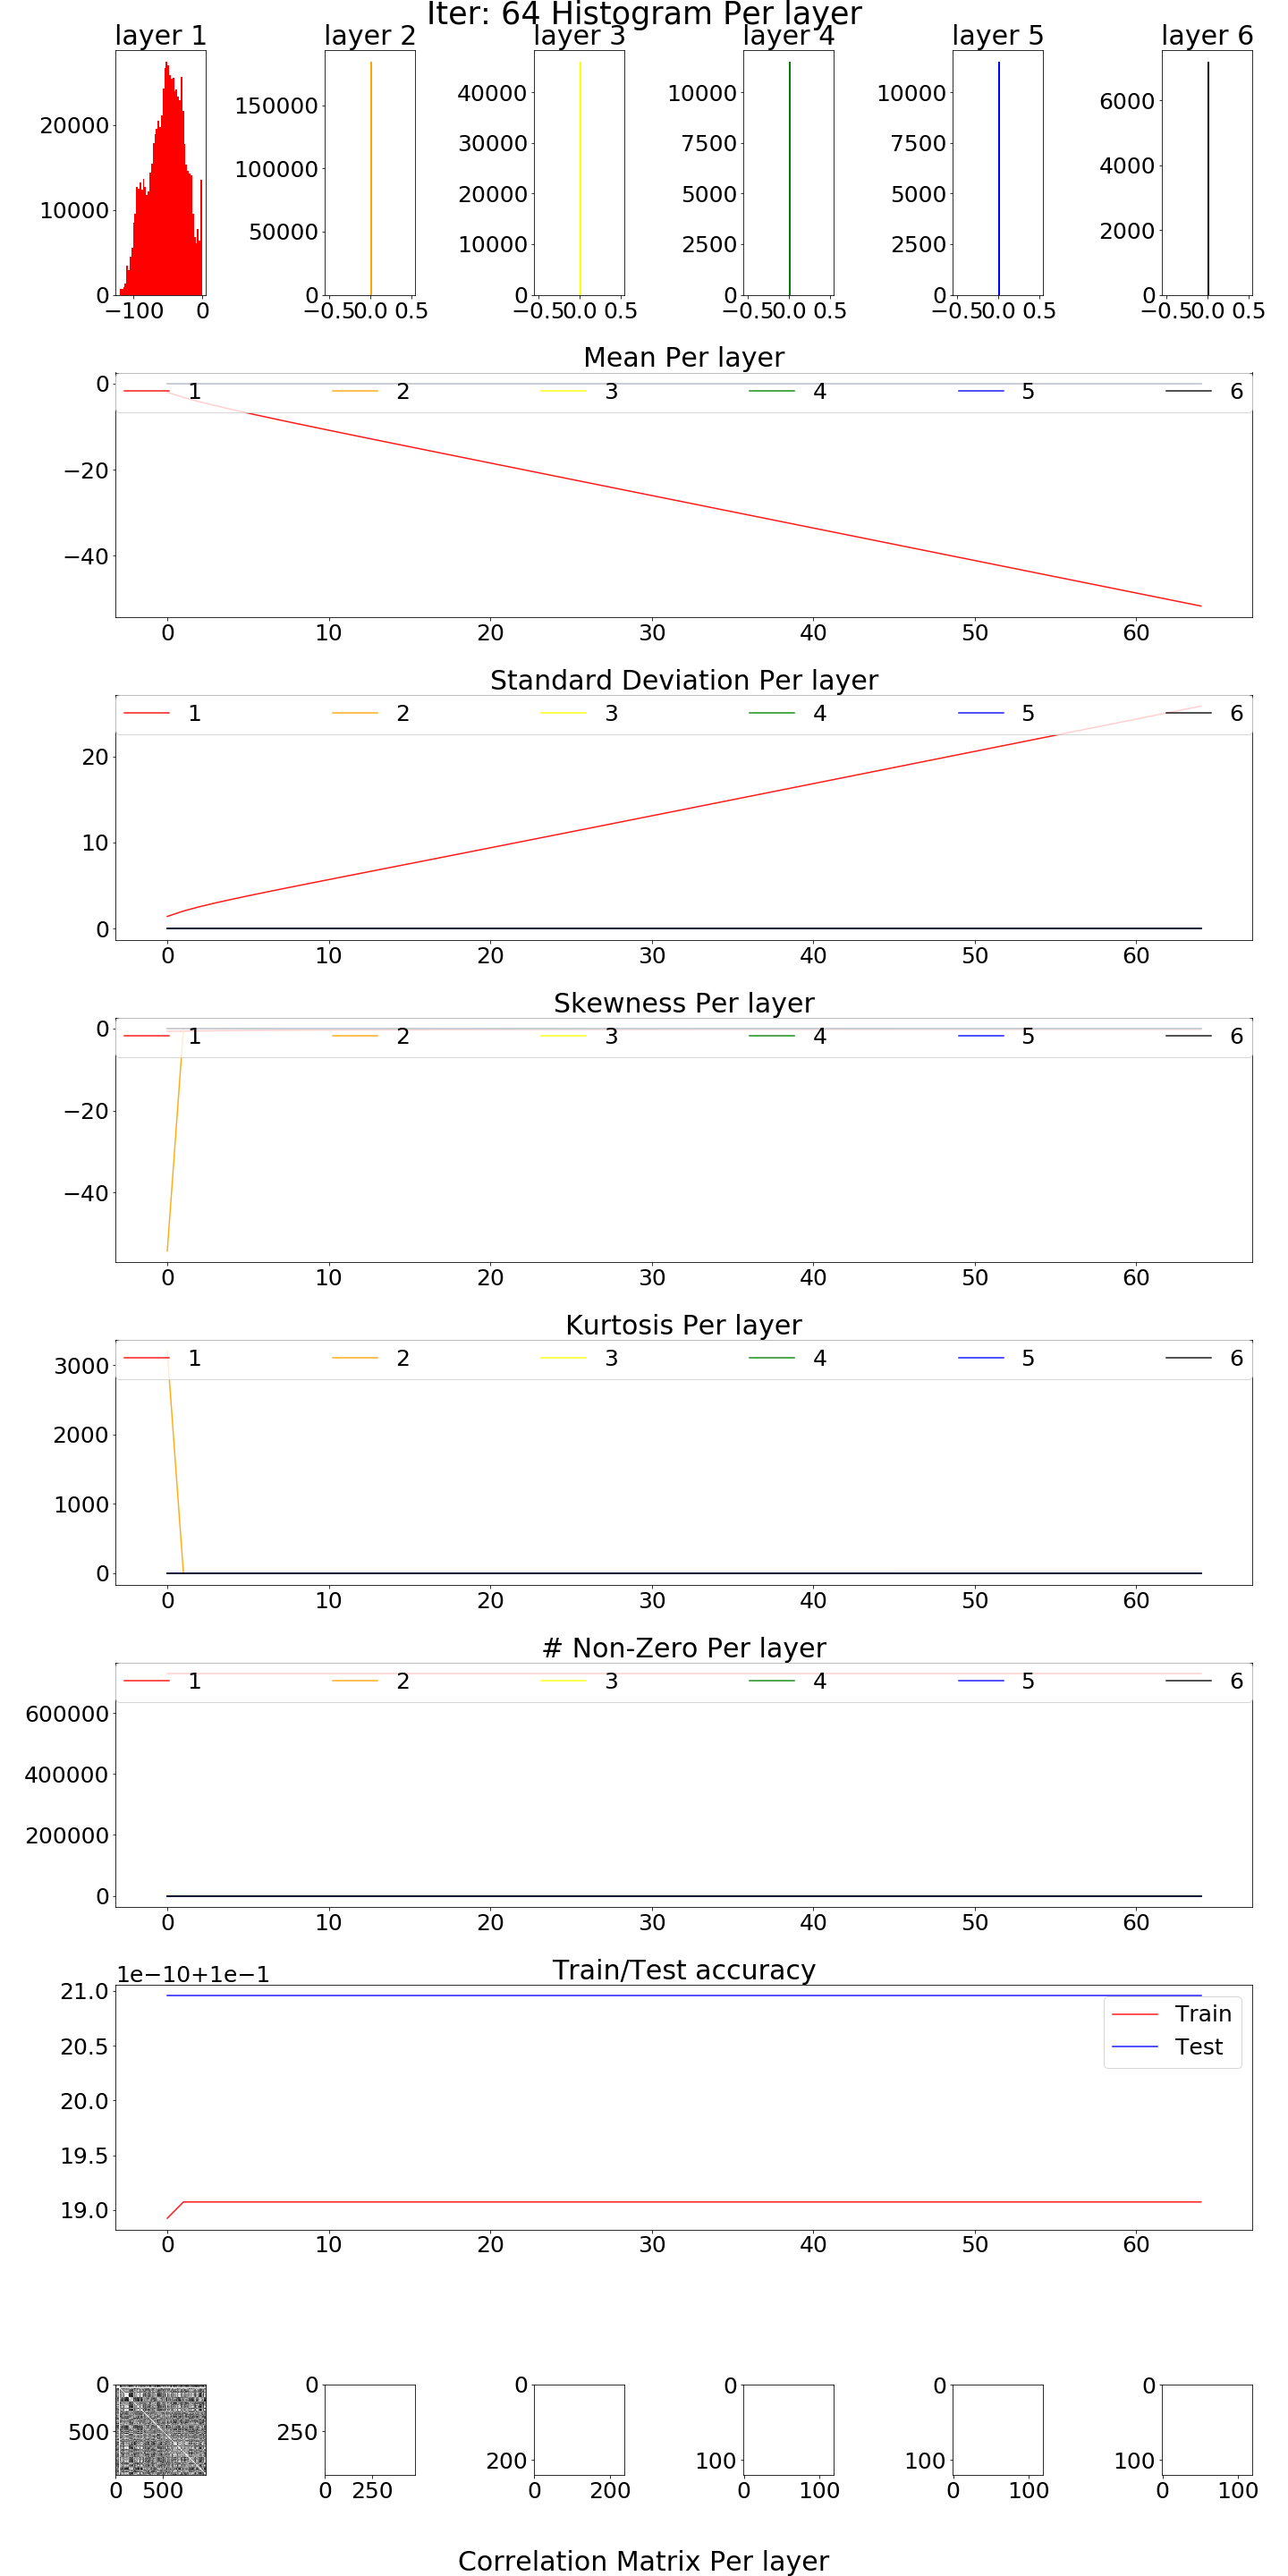 Iter: 64 Histogram Per layer
layer 1 layer 2 layer 3 layer 4 layer 5 layer 6
20000 10000 0
−100 0
150000 100000 50000 0
−0.5 0.0 0.5
40000 30000 20000 10000 0
−0.5 0.0 0.5
10000 7500 5000 2500 0
−0.5 0.0 0.5
10000 7500 5000 2500 0
−0.5 0.0 0.5
6000 4000 2000 0
−0.5 0.0 0.5
Mean Per layer
1 2 3 4 5 6
0
−20
−40
0 10 20 30 40 50 60
Standard Deviation Per layer
1 2 3 4 5 6
20
10
0
0 10 20 30 40 50 60
Skewness Per layer
1 2 3 4 5 6
0
−20
−40
0 10 20 30 40 50 60
Kurtosis Per layer
1 2 3 4 5 6
3000
2000
1000
0
0 10 20 30 40 50 60
# Non-Zero Per layer
1 2 3 4 5 6
600000
400000
200000
0
0 10 20 30 40 50 60
Train/Test accuracy
1e−10+1e−1
21.0
20.5
20.0
19.5
19.0
Train
Test
0 10 20 30 40 50 60
0 500
0 500
0 250
0 250
0 200
0 200
0 100
0 100
0 100
0 100
0 100
0 100
Correlation Matrix Per layer